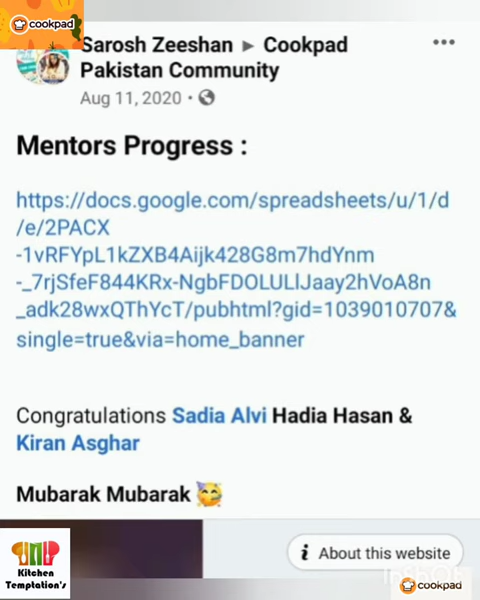 cookpad
Sarosh Zeeshan ▸ Cookpad
Pakistan Community
Aug 11, 2020 ·
Mentors Progress :
https://docs.google.com/spreadsheets/u/1/d
/e/2PACX
-1vRFYpL1kZXB4Aijk428G8m7hdYnm
-_7rjSfeF844KRx-NgbFDOLULlJaay2hVoA8n
_adk28wxQThYcT/pubhtml?gid=1039010707&
single=true&via=home_banner
Congratulations Sadia Alvi Hadia Hasan &
Kiran Asghar
Mubarak Mubarak 🥳
i About this website
Kitchen
Temptation's
cookpad